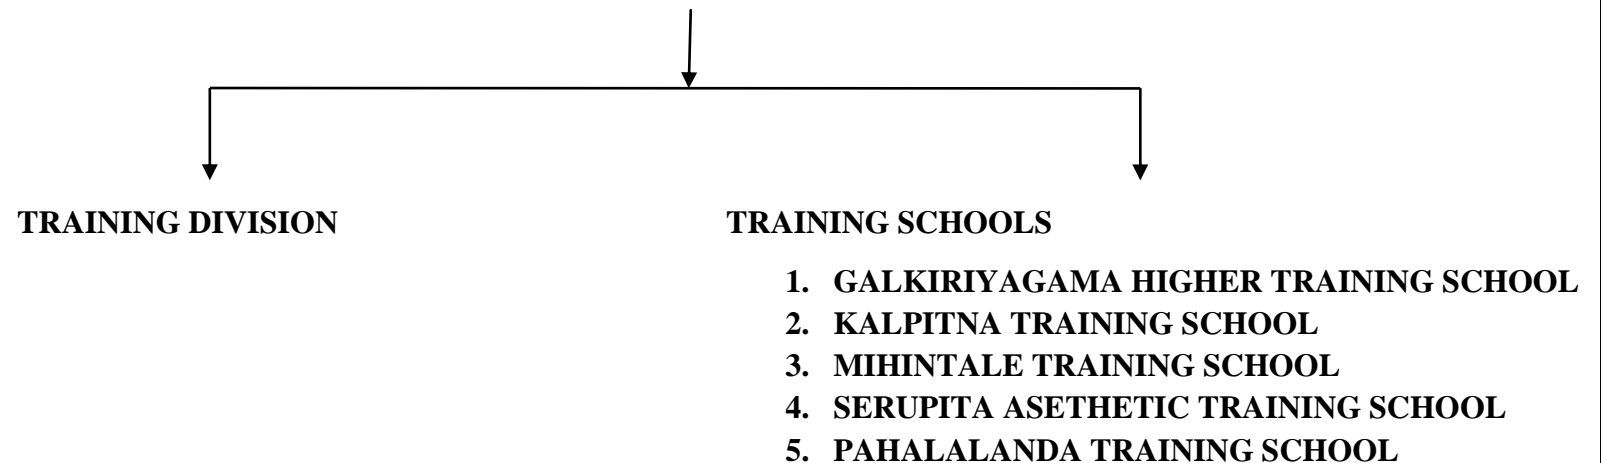 TRAINING DIVISION
TRAINING SCHOOLS
1. GALKIRIYAGAMA HIGHER TRAINING SCHOOL
2. KALPITNA TRAINING SCHOOL
3. MIHINTALE TRAINING SCHOOL
4. SERUPITA ASETHETIC TRAINING SCHOOL
5. PAHALALANDA TRAINING SCHOOL